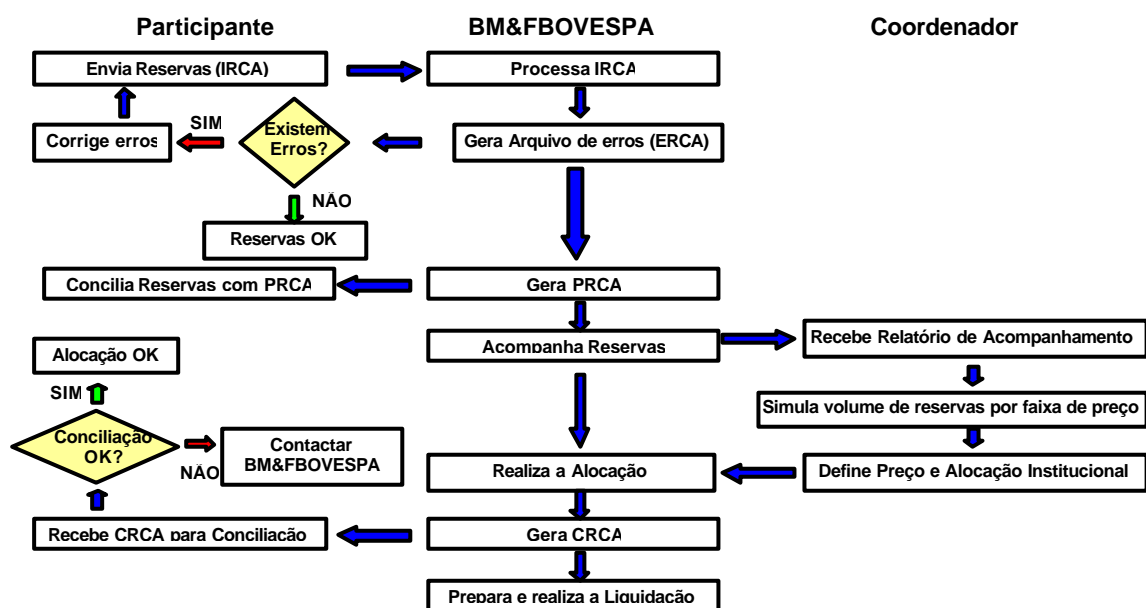 Participante
BM&FBOVESPA
Coordenador
Envia Reservas (IRCA)
Processa IRCA
SIM
Existem
Erros?
Corrige erros
Gera Arquivo de erros (ERCA)
NÃO
Reservas OK
Concilia Reservas com PRCA
Gera PRCA
Acompanha Reservas
Recebe Relatório de Acompanhamento
Alocação OK
SIM
Simula volume de reservas por faixa de preço
Conciliação
OK?
NÃO
Contactar
BM&FBOVESPA
Realiza a Alocação
Define Preço e Alocação Institucional
Recebe CRCA para Conciliação
Gera CRCA
Prepara e realiza a Liquidação